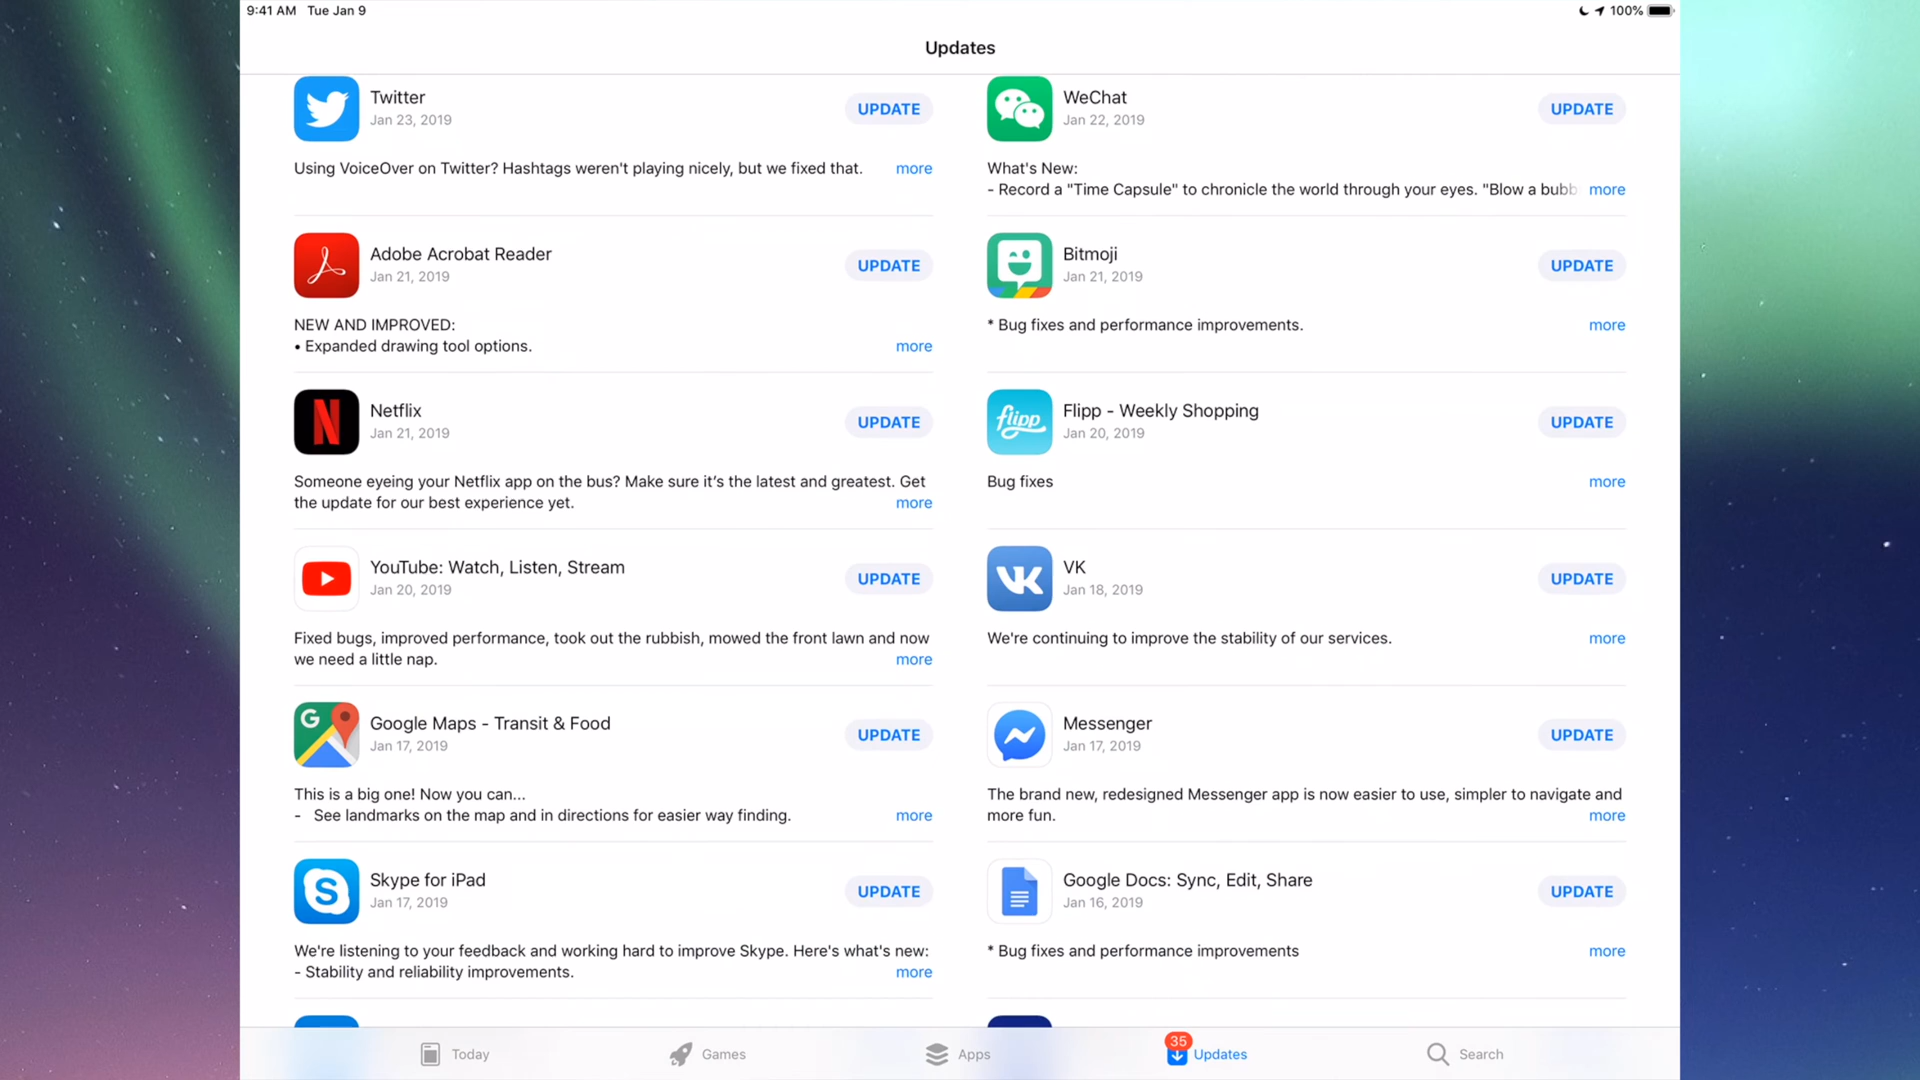 9:41 AM Tue Jan 9
100%
Updates
Twitter
Jan 23, 2019
UPDATE
Using VoiceOver on Twitter? Hashtags weren't playing nicely, but we fixed that. more
WeChat
Jan 22, 2019
UPDATE
What's New:
- Record a "Time Capsule" to chronicle the world through your eyes. "Blow a bubb more
Adobe Acrobat Reader
Jan 21, 2019
UPDATE
NEW AND IMPROVED:
• Expanded drawing tool options. more
Bitmoji
Jan 21, 2019
UPDATE
* Bug fixes and performance improvements. more
N
Netflix
Jan 21, 2019
UPDATE
Someone eyeing your Netflix app on the bus? Make sure it’s the latest and greatest. Get
the update for our best experience yet. more
flipp
Flipp - Weekly Shopping
Jan 20, 2019
UPDATE
Bug fixes more
YouTube: Watch, Listen, Stream
Jan 20, 2019
UPDATE
Fixed bugs, improved performance, took out the rubbish, mowed the front lawn and now
we need a little nap. more
VK
VK
Jan 18, 2019
UPDATE
We're continuing to improve the stability of our services. more
G
Google Maps - Transit & Food
Jan 17, 2019
UPDATE
This is a big one! Now you can...
- See landmarks on the map and in directions for easier way finding. more
Messenger
Jan 17, 2019
UPDATE
The brand new, redesigned Messenger app is now easier to use, simpler to navigate and
more fun. more
S
Skype for iPad
Jan 17, 2019
UPDATE
We're listening to your feedback and working hard to improve Skype. Here's what's new:
- Stability and reliability improvements. more
Google Docs: Sync, Edit, Share
Jan 16, 2019
UPDATE
* Bug fixes and performance improvements more
Today
Games
Apps
35
Updates
Search